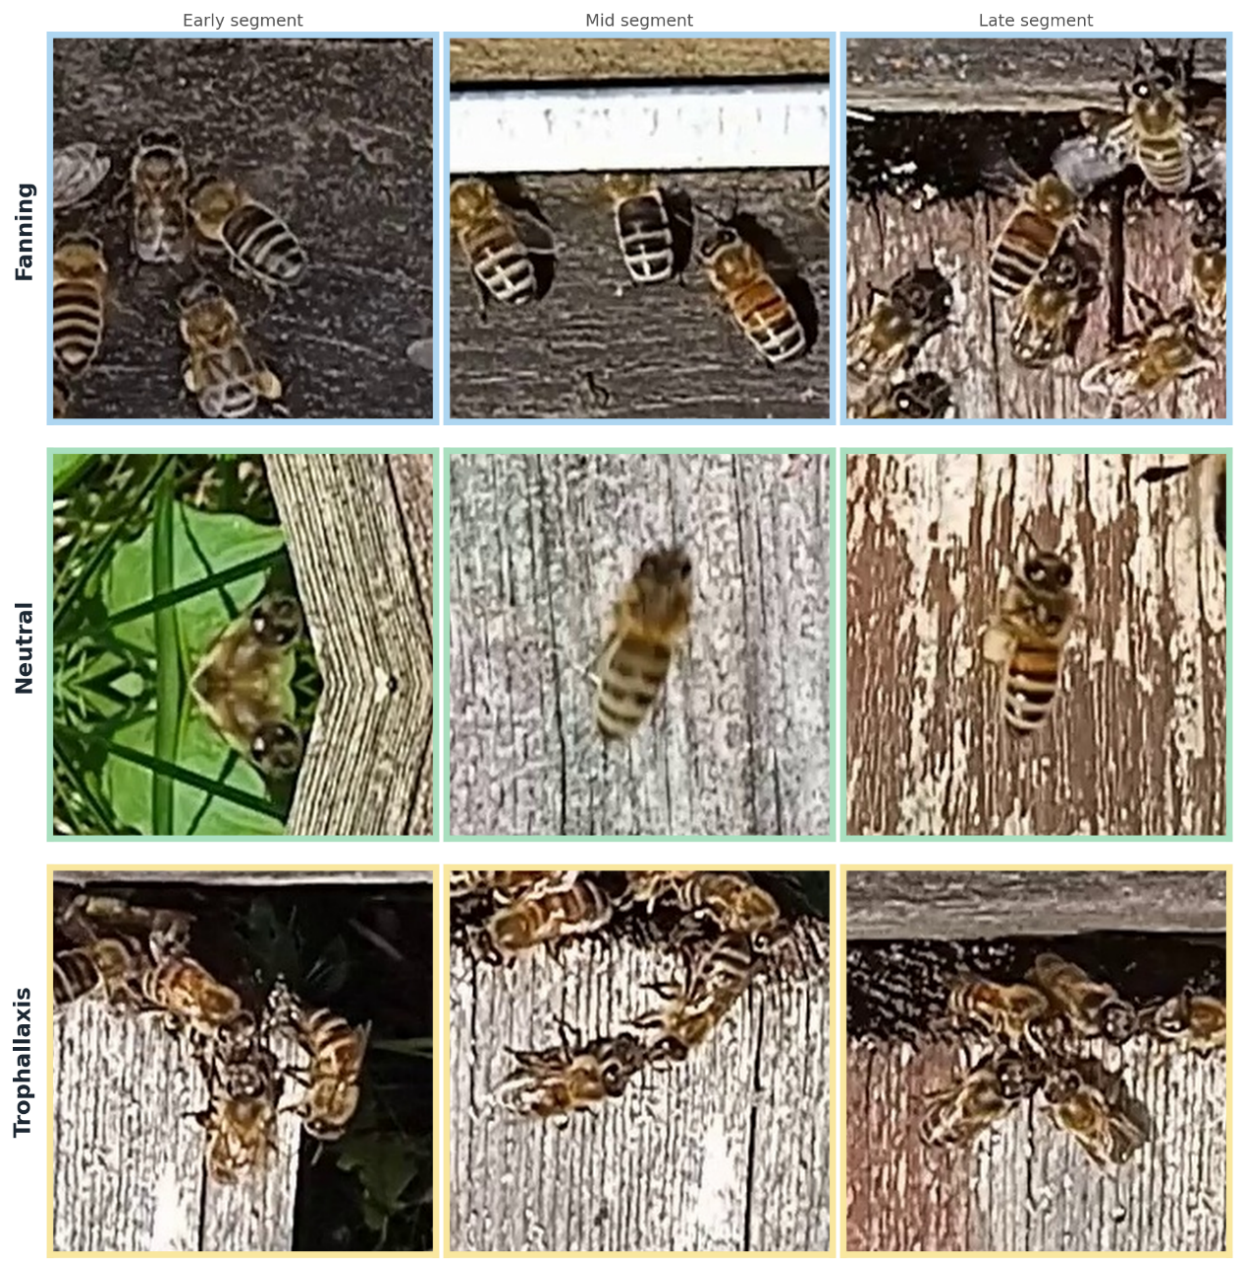 Early segment
Mid segment
Late segment
Fanning
Neutral
Trophallaxis